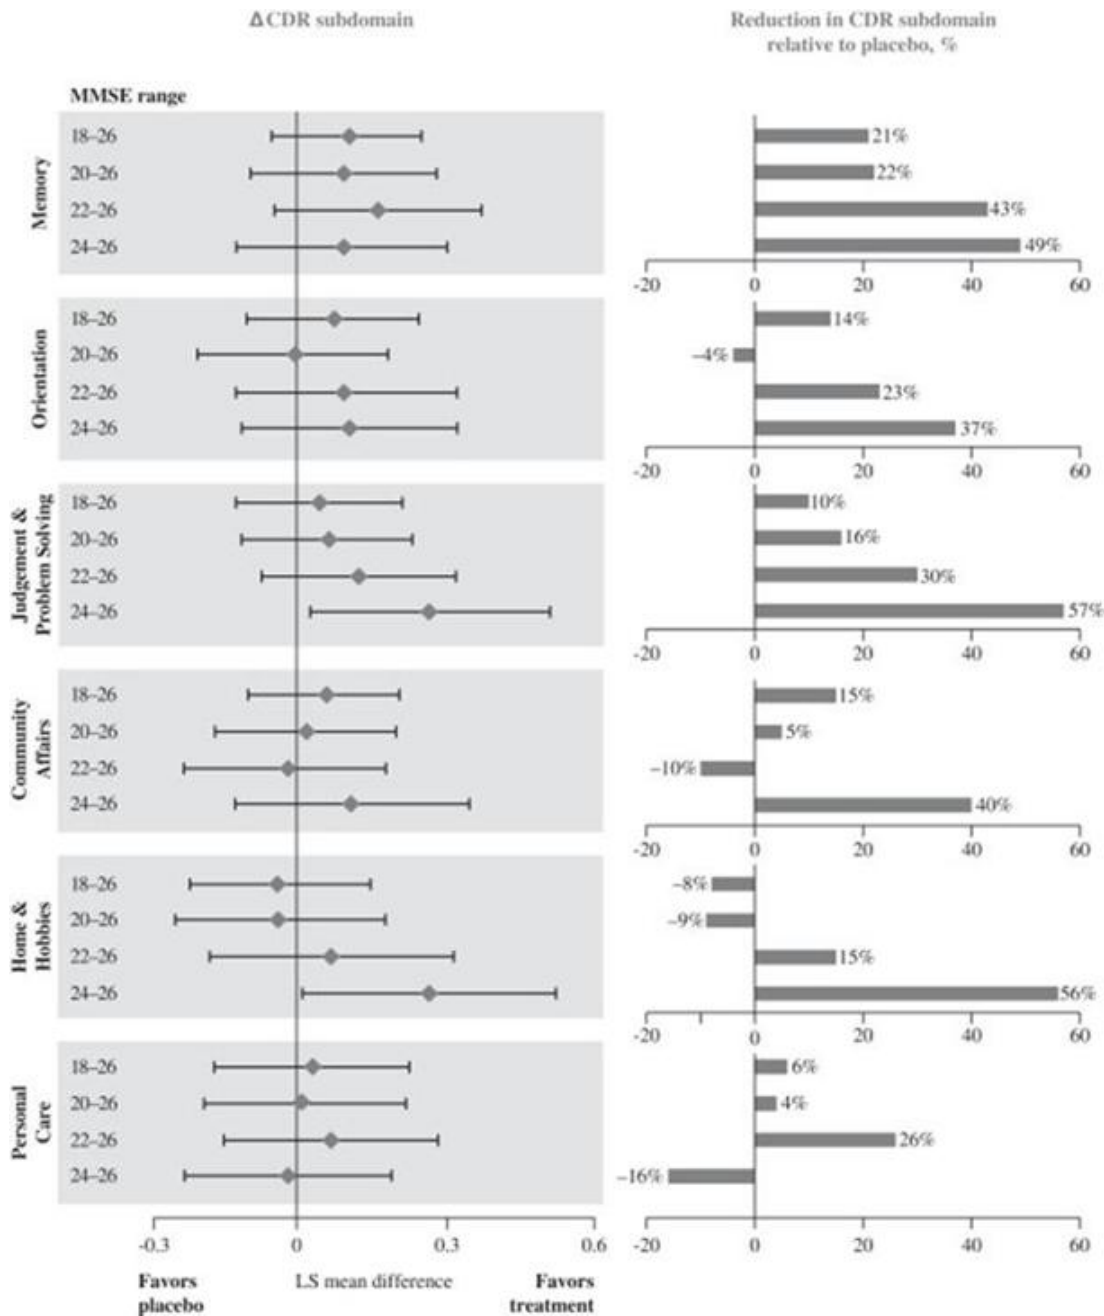 ΔCDR subdomain
Reduction in CDR subdomain
relative to placebo, %
MMSE range
Memory
18–26
20–26
22–26
24–26
21%
22%
43%
49%
-20 0 20 40 60
Orientation
18–26
20–26
22–26
24–26
14%
–4%
23%
37%
-20 0 20 40 60
Judgement &
Problem Solving
18–26
20–26
22–26
24–26
10%
16%
30%
57%
-20 0 20 40 60
Community
Affairs
18–26
20–26
22–26
24–26
15%
5%
–10%
40%
-20 0 20 40 60
Home &
Hobbies
18–26
20–26
22–26
24–26
–8%
–9%
15%
56%
-20 0 20 40 60
Personal
Care
18–26
20–26
22–26
24–26
6%
4%
26%
–16%
-0.3 0 0.3 0.6
-20 0 20 40 60
Favors
placebo
LS mean difference
Favors
treatment